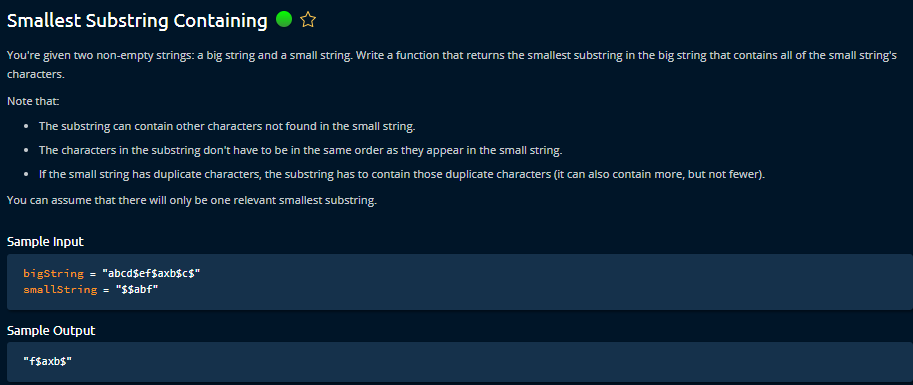 Smallest Substring Containing
You're given two non-empty strings: a big string and a small string. Write a function that returns the smallest substring in the big string that contains all of the small string's
characters.
Note that:
• The substring can contain other characters not found in the small string.
• The characters in the substring don't have to be in the same order as they appear in the small string.
• If the small string has duplicate characters, the substring has to contain those duplicate characters (it can also contain more, but not fewer).
You can assume that there will only be one relevant smallest substring.
Sample Input
bigString = "abcd$ef$axb$c$"
smallString = "$$abf"
Sample Output
"f$axb$"